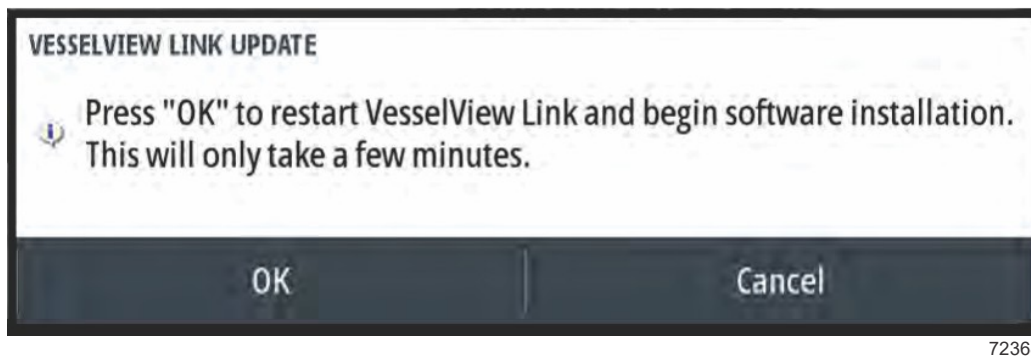 VESSELVIEW LINK UPDATE
Press "OK" to restart VesselView Link and begin software installation.
This will only take a few minutes.
OK
Cancel
7236